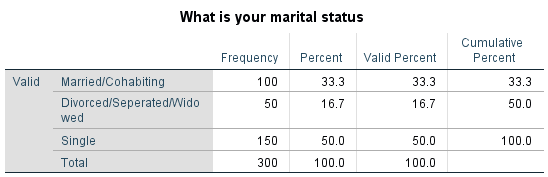 What is your marital status
Frequency Percent Valid Percent Cumulative Percent
Valid Married/Cohabiting 100 33.3 33.3 33.3
Divorced/Seperated/Wido 50 16.7 16.7 50.0
wed
Single 150 50.0 50.0 100.0
Total 300 100.0 100.0